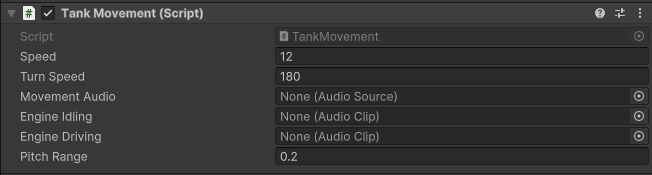 # Tank Movement (Script)
Script # TankMovement
Speed 12
Turn Speed 180
Movement Audio None (Audio Source)
Engine Idling None (Audio Clip)
Engine Driving None (Audio Clip)
Pitch Range 0.2